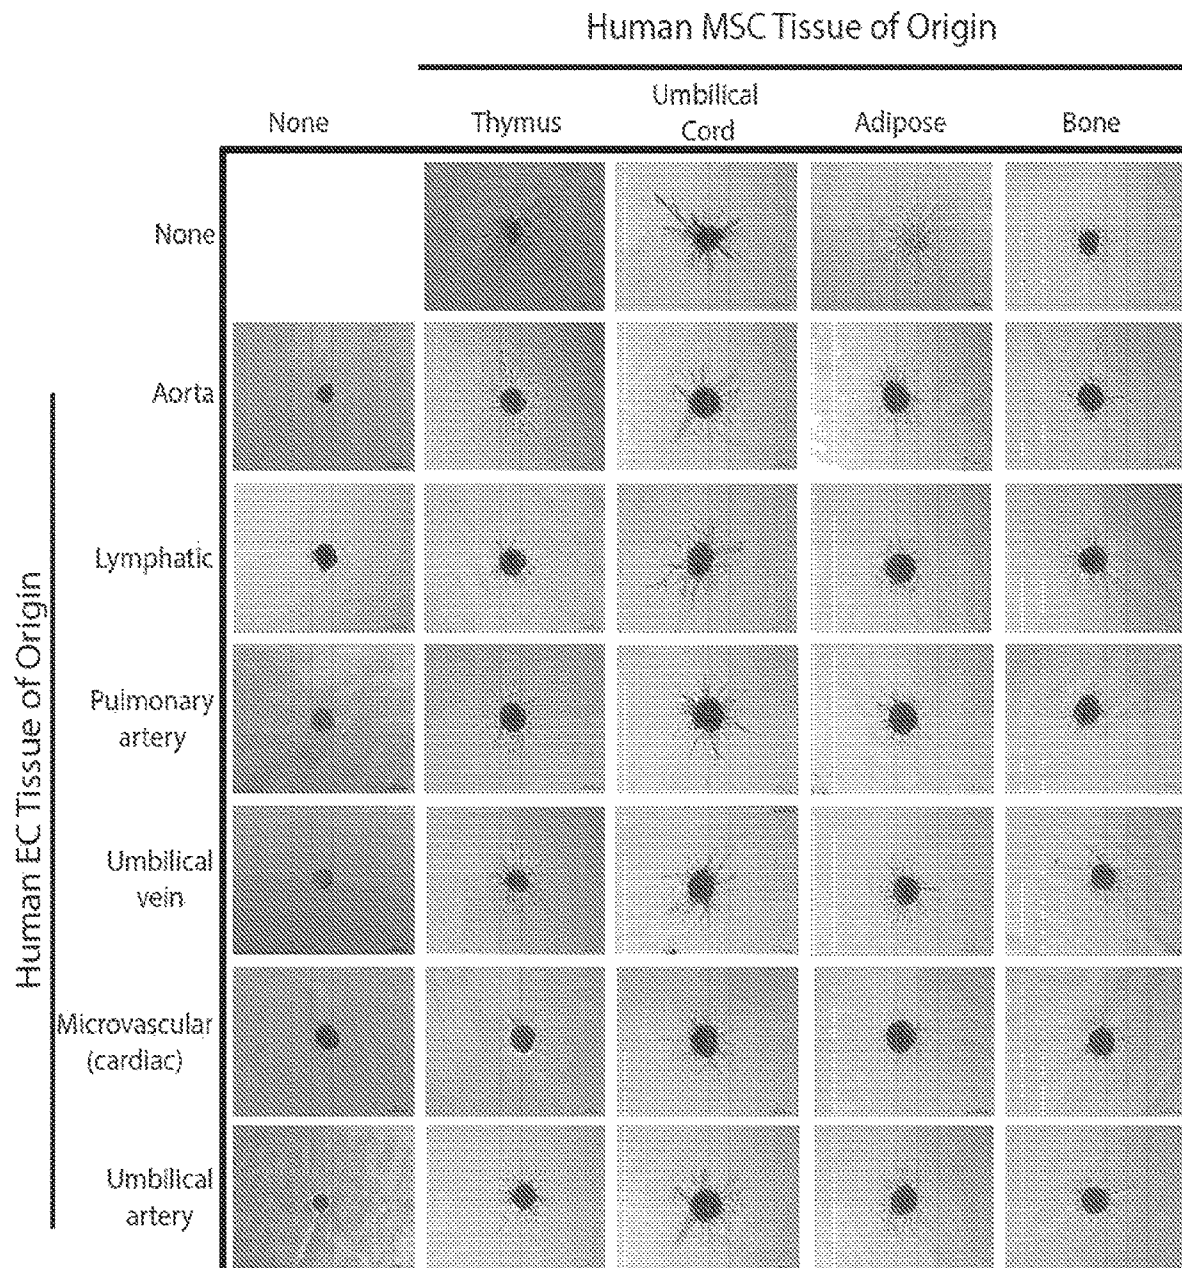 Human MSC Tissue of Origin
None
Thymus
Umbilical
Cord
Adipose
Bone
None
Aorta
Lymphatic
Pulmonary
artery
Umbilical
vein
Microvascular
(cardiac)
Umbilical
artery
Human EC Tissue of Origin